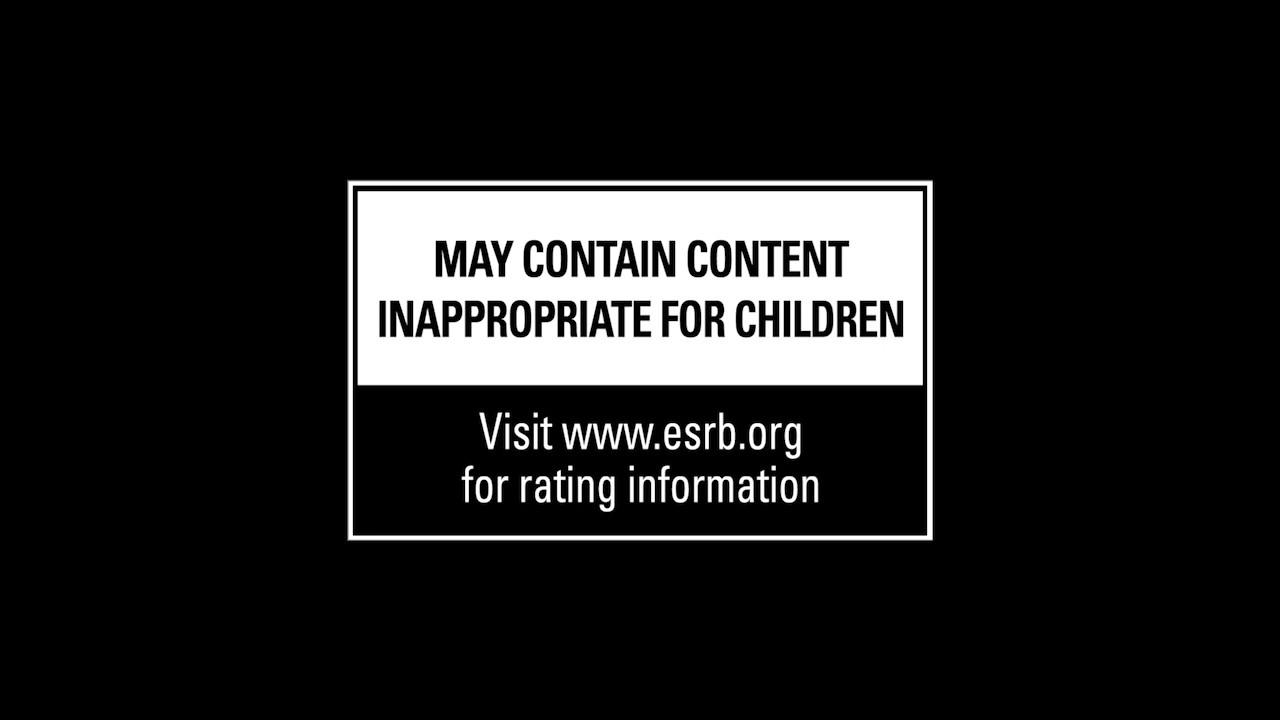 MAY CONTAIN CONTENT
INAPPROPRIATE FOR CHILDREN
Visit www.esrb.org
for rating information